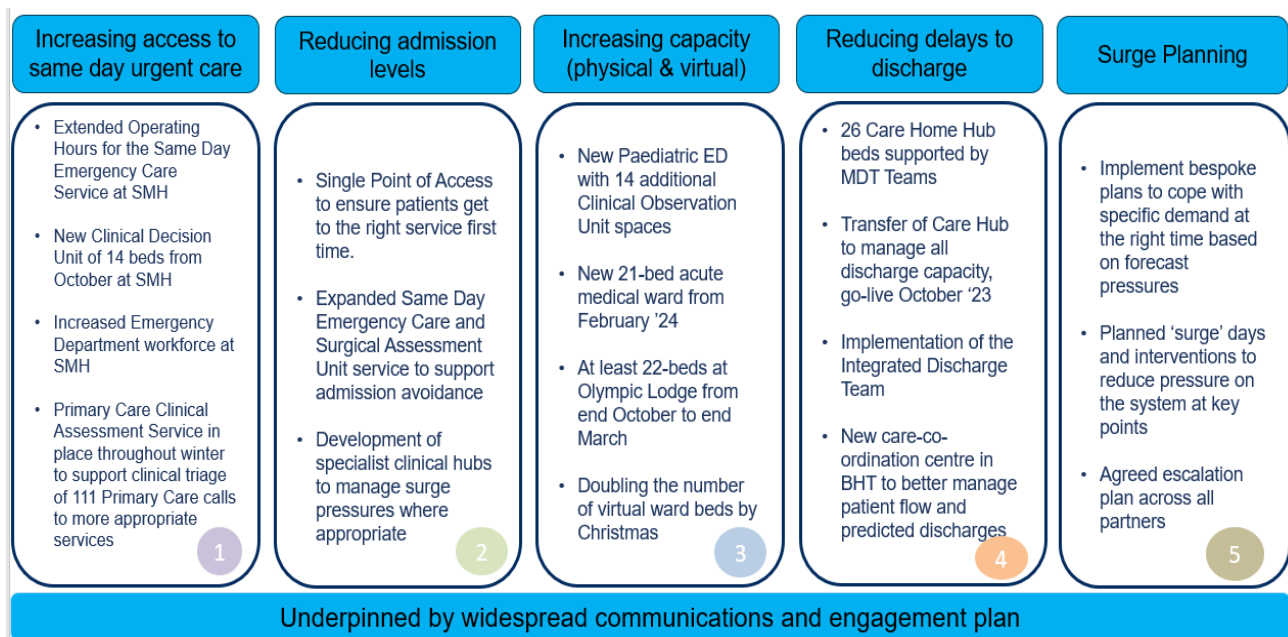 Increasing access to
same day urgent care
• Extended Operating
Hours for the Same Day
Emergency Care
Service at SMH
• New Clinical Decision
Unit of 14 beds from
October at SMH
• Increased Emergency
Department workforce at
SMH
• Primary Care Clinical
Assessment Service in
place throughout winter
to support clinical triage
of 111 Primary Care calls
to more appropriate
services
1
Reducing admission
levels
• Single Point of Access
to ensure patients get
to the right service first
time.
• Expanded Same Day
Emergency Care and
Surgical Assessment
Unit service to support
admission avoidance
• Development of
specialist clinical hubs
to manage surge
pressures where
appropriate
2
Increasing capacity
(physical & virtual)
• New Paediatric ED
with 14 additional
Clinical Observation
Unit spaces
• New 21-bed acute
medical ward from
February '24
• At least 22-beds at
Olympic Lodge from
end October to end
March
• Doubling the number
of virtual ward beds by
Christmas
3
Reducing delays to
discharge
• 26 Care Home Hub
beds supported by
MDT Teams
• Transfer of Care Hub
to manage all
discharge capacity,
go-live October '23
• Implementation of the
Integrated Discharge
Team
• New care-co-
ordination centre in
BHT to better manage
patient flow and
predicted discharges
4
Surge Planning
• Implement bespoke
plans to cope with
specific demand at
the right time based
on forecast
pressures
• Planned 'surge' days
and interventions to
reduce pressure on
the system at key
points
• Agreed escalation
plan across all
partners
5
Underpinned by widespread communications and engagement plan